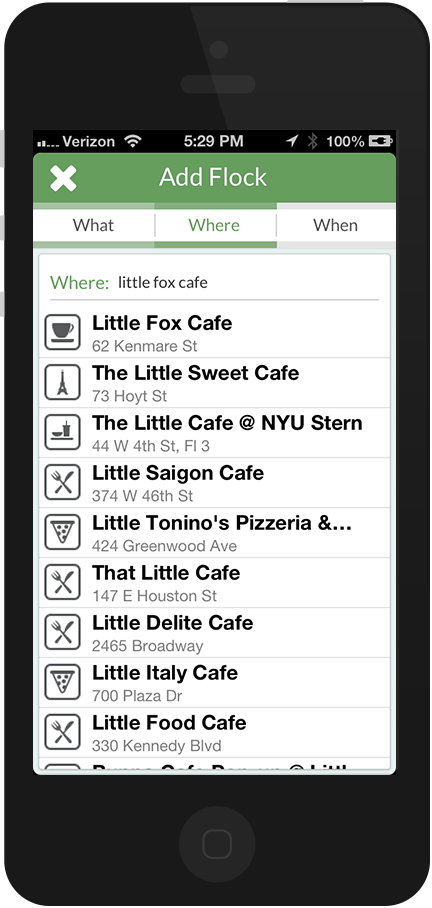 Verizon 5:29 PM 100%
Add Flock
What Where When
Where: little fox cafe
Little Fox Cafe
62 Kenmare St
The Little Sweet Cafe
73 Hoyt St
The Little Cafe @ NYU Stern
44 W 4th St, Fl 3
Little Saigon Cafe
374 W 46th St
Little Tonino's Pizzeria &...
424 Greenwood Ave
That Little Cafe
147 E Houston St
Little Delite Cafe
2465 Broadway
Little Italy Cafe
700 Plaza Dr
Little Food Cafe
330 Kennedy Blvd